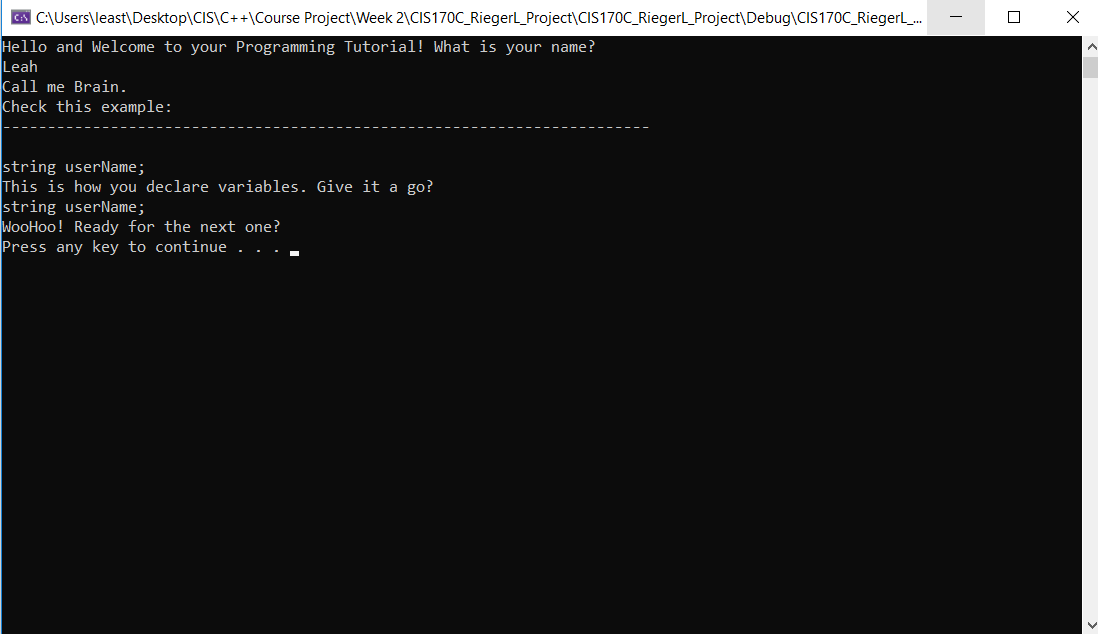 C:\Users\least\Desktop\CIS\C++\Course Project\Week 2\CIS170C_RiegerL_Project\CIS170C_RiegerL_Project\Debug\CIS170C_RiegerL_...
Hello and Welcome to your Programming Tutorial! What is your name?
Leah
Call me Brain.
Check this example:
------------------------------------------------------------------------
string userName;
This is how you declare variables. Give it a go?
string userName;
WooHoo! Ready for the next one?
Press any key to continue . . .